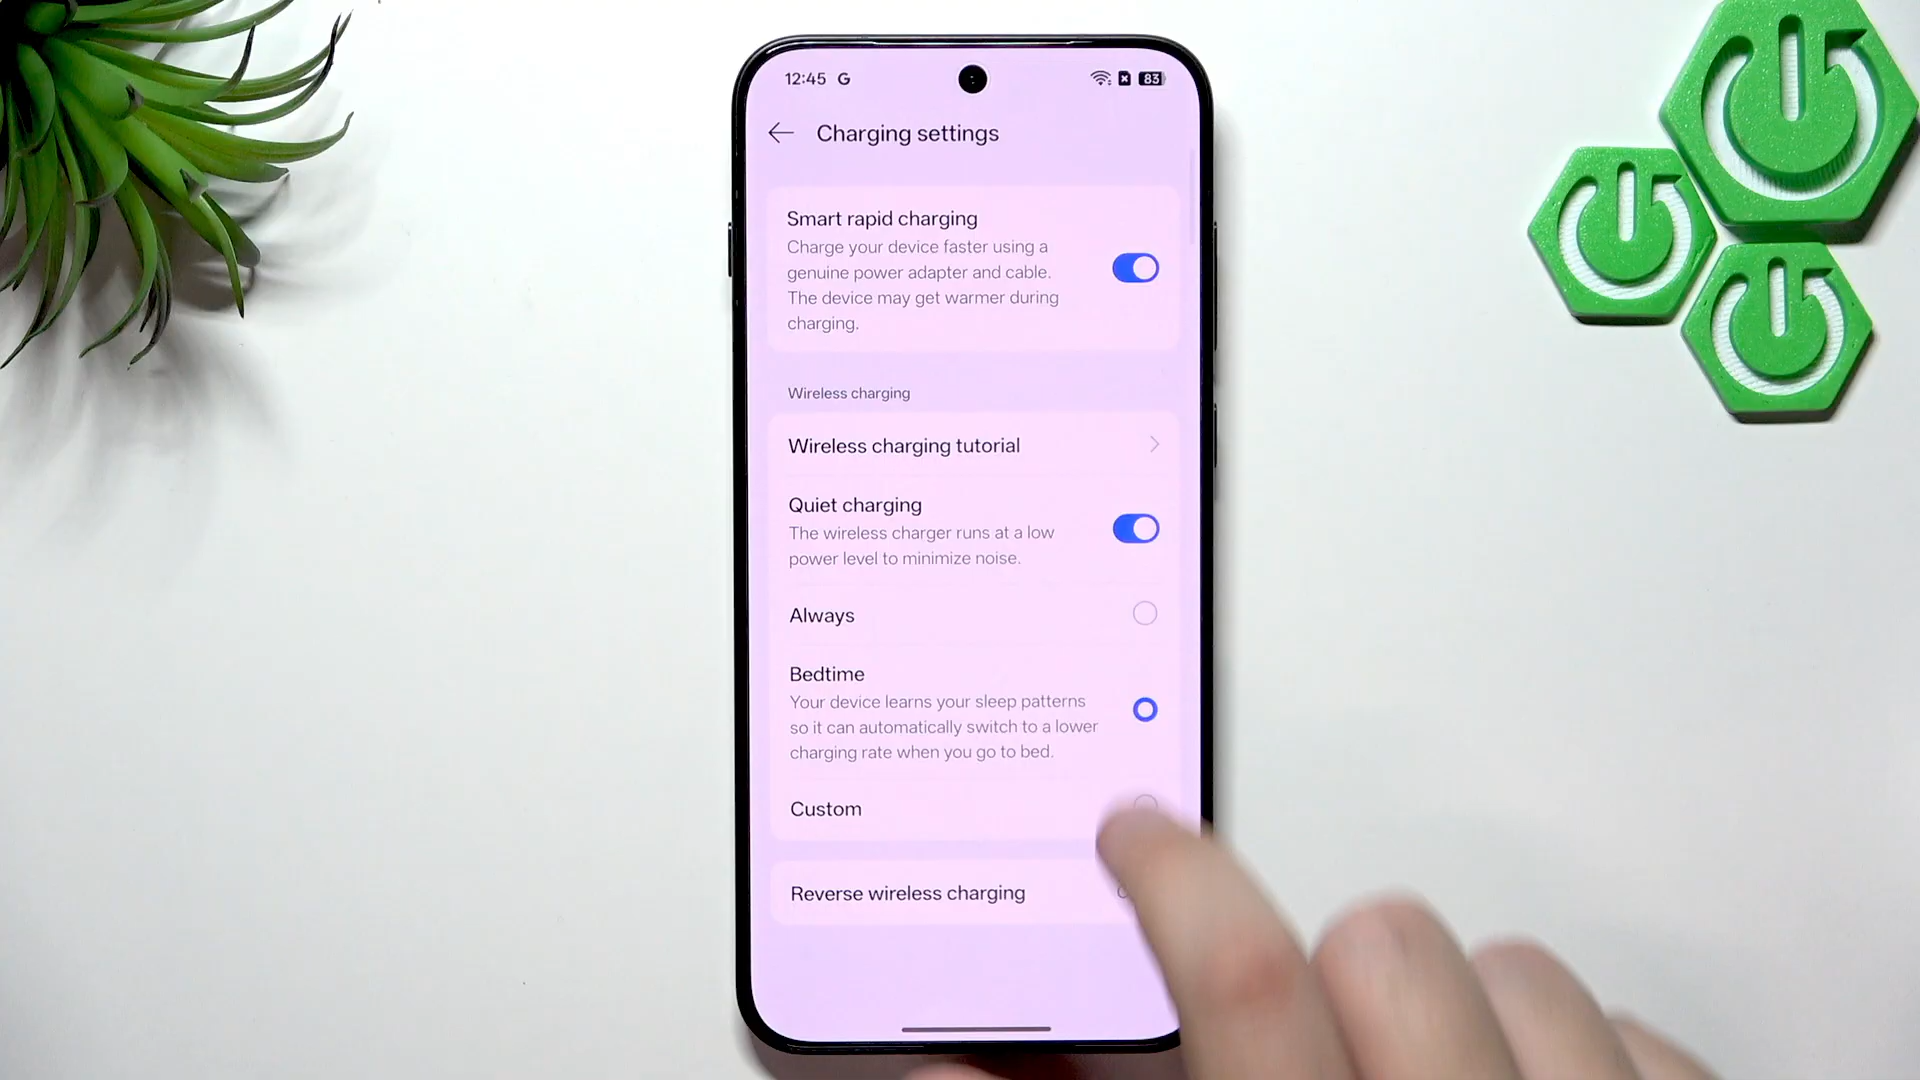 12:45 G 83
Charging settings
Smart rapid charging
Charge your device faster using a
genuine power adapter and cable.
The device may get warmer during
charging.
Wireless charging
Wireless charging tutorial
Quiet charging
The wireless charger runs at a low
power level to minimize noise.
Always
Bedtime
Your device learns your sleep patterns
so it can automatically switch to a lower
charging rate when you go to bed.
Custom
Reverse wireless charging